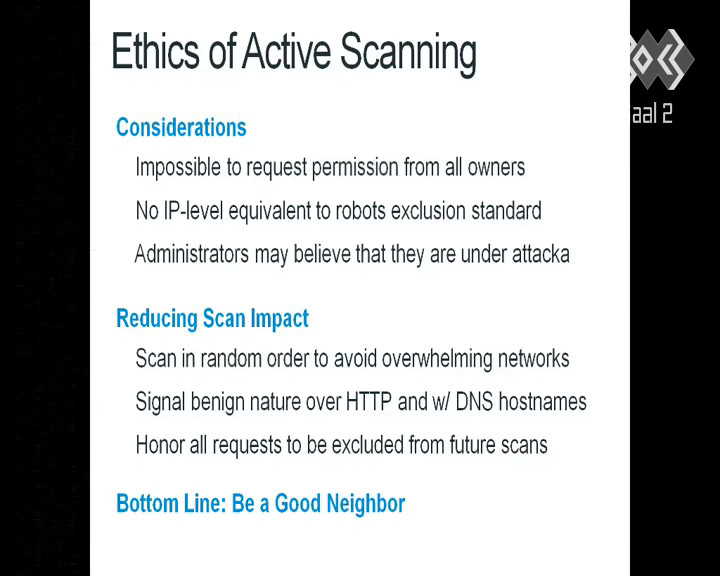 Ethics of Active Scanning
Considerations
Impossible to request permission from all owners
No IP-level equivalent to robots exclusion standard
Administrators may believe that they are under attacka
Reducing Scan Impact
Scan in random order to avoid overwhelming networks
Signal benign nature over HTTP and w/ DNS hostnames
Honor all requests to be excluded from future scans
Bottom Line: Be a Good Neighbor
aal 2